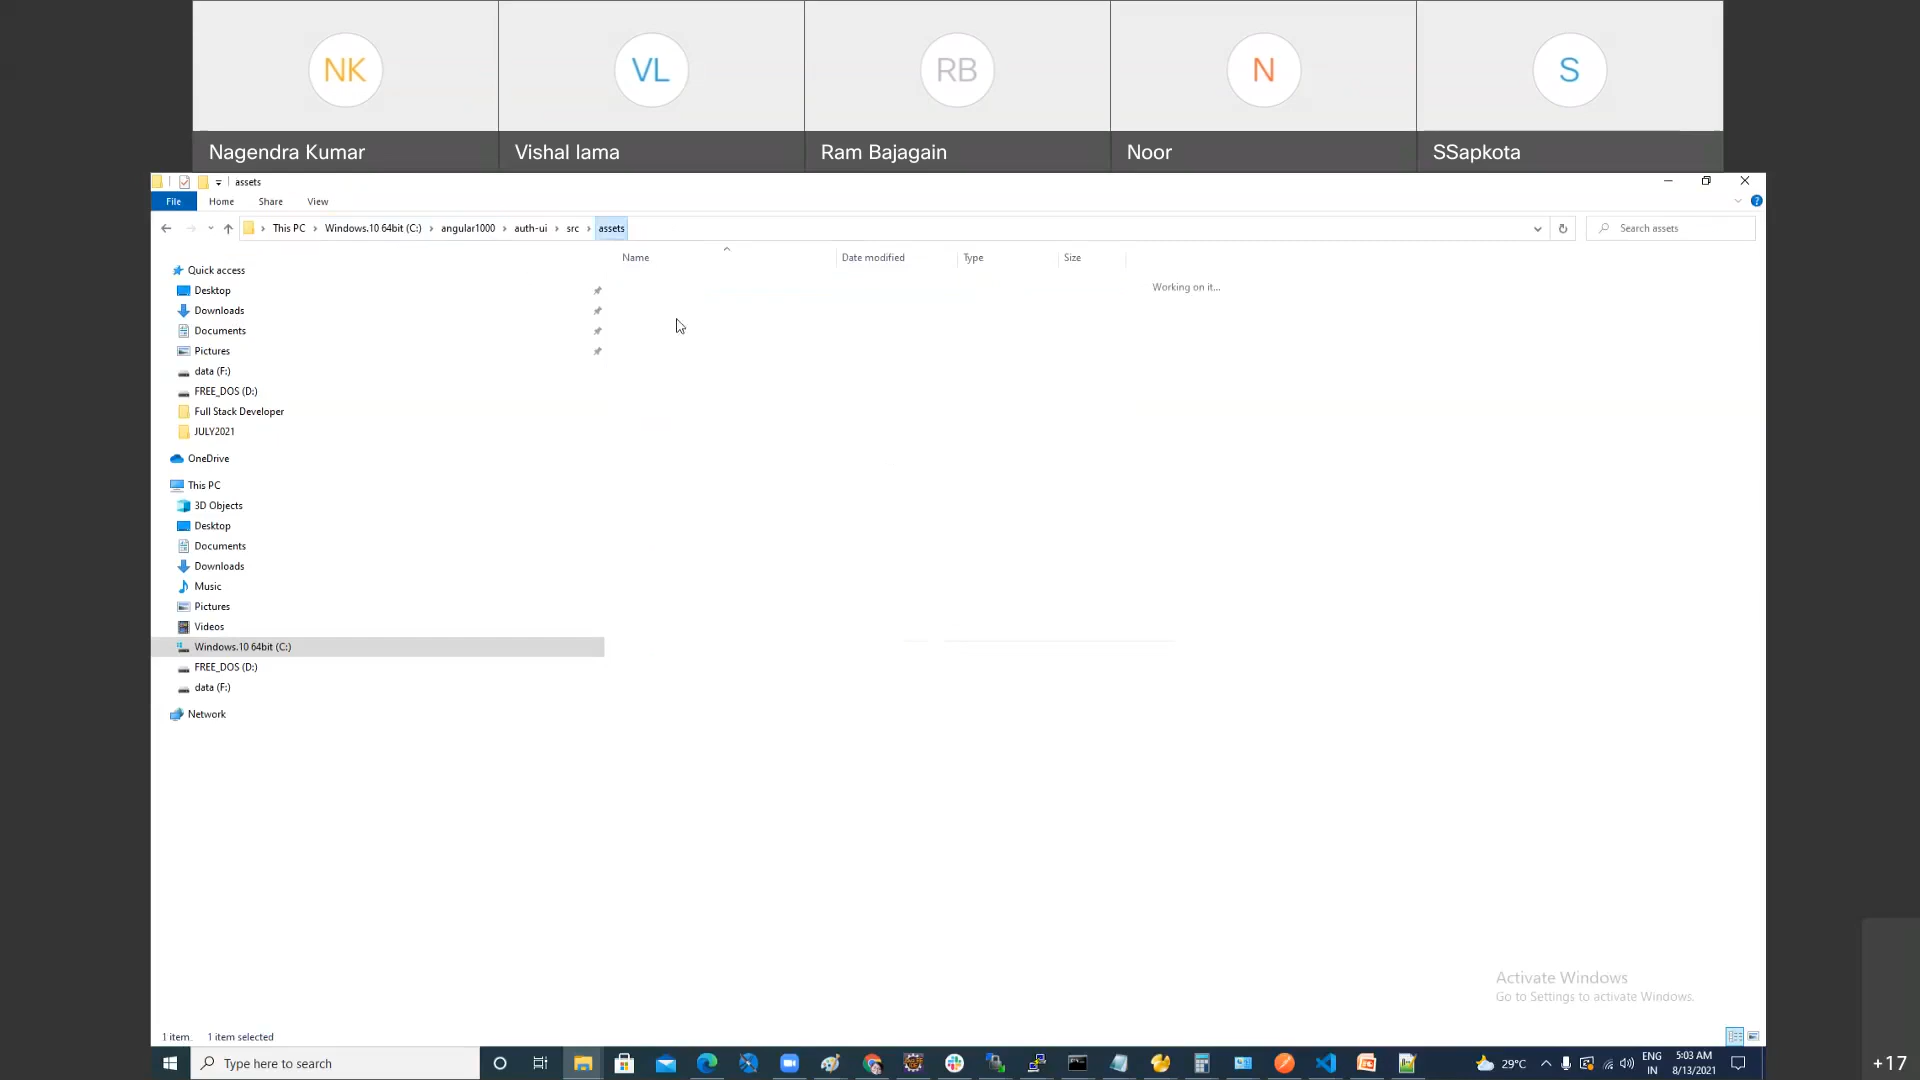 NK
VL
RB
N
S
Nagendra Kumar
Vishal lama
Ram Bajagain
Noor
SSapkota
assets
File
Home
Share
View
This PC
Windows.10 64bit (C:)
angular1000
auth-ui
src
assets
Search assets
Name
Date modified
Type
Size
Working on it...
Quick access
Desktop
Downloads
Documents
Pictures
data (F:)
FREE_DOS (D:)
Full Stack Developer
JULY2021
OneDrive
This PC
3D Objects
Desktop
Documents
Downloads
Music
Pictures
Videos
Windows.10 64bit (C:)
FREE_DOS (D:)
data (F:)
Network
Activate Windows
Go to Settings to activate Windows.
1 item
1 item selected
Type here to search
29°C
ENG
IN
5:03 AM
8/13/2021
+17